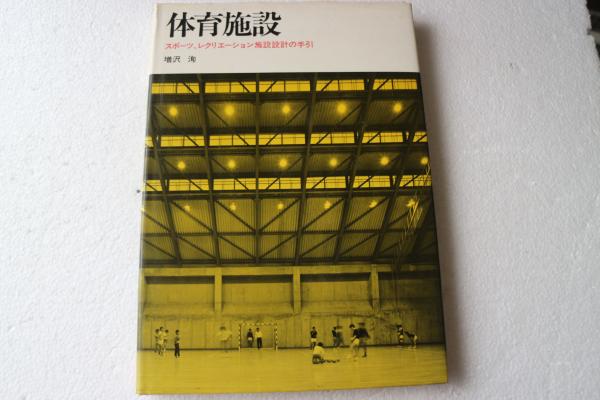 体育施設
スポーツ、レクリエーション施設設計の手引
増沢 洵